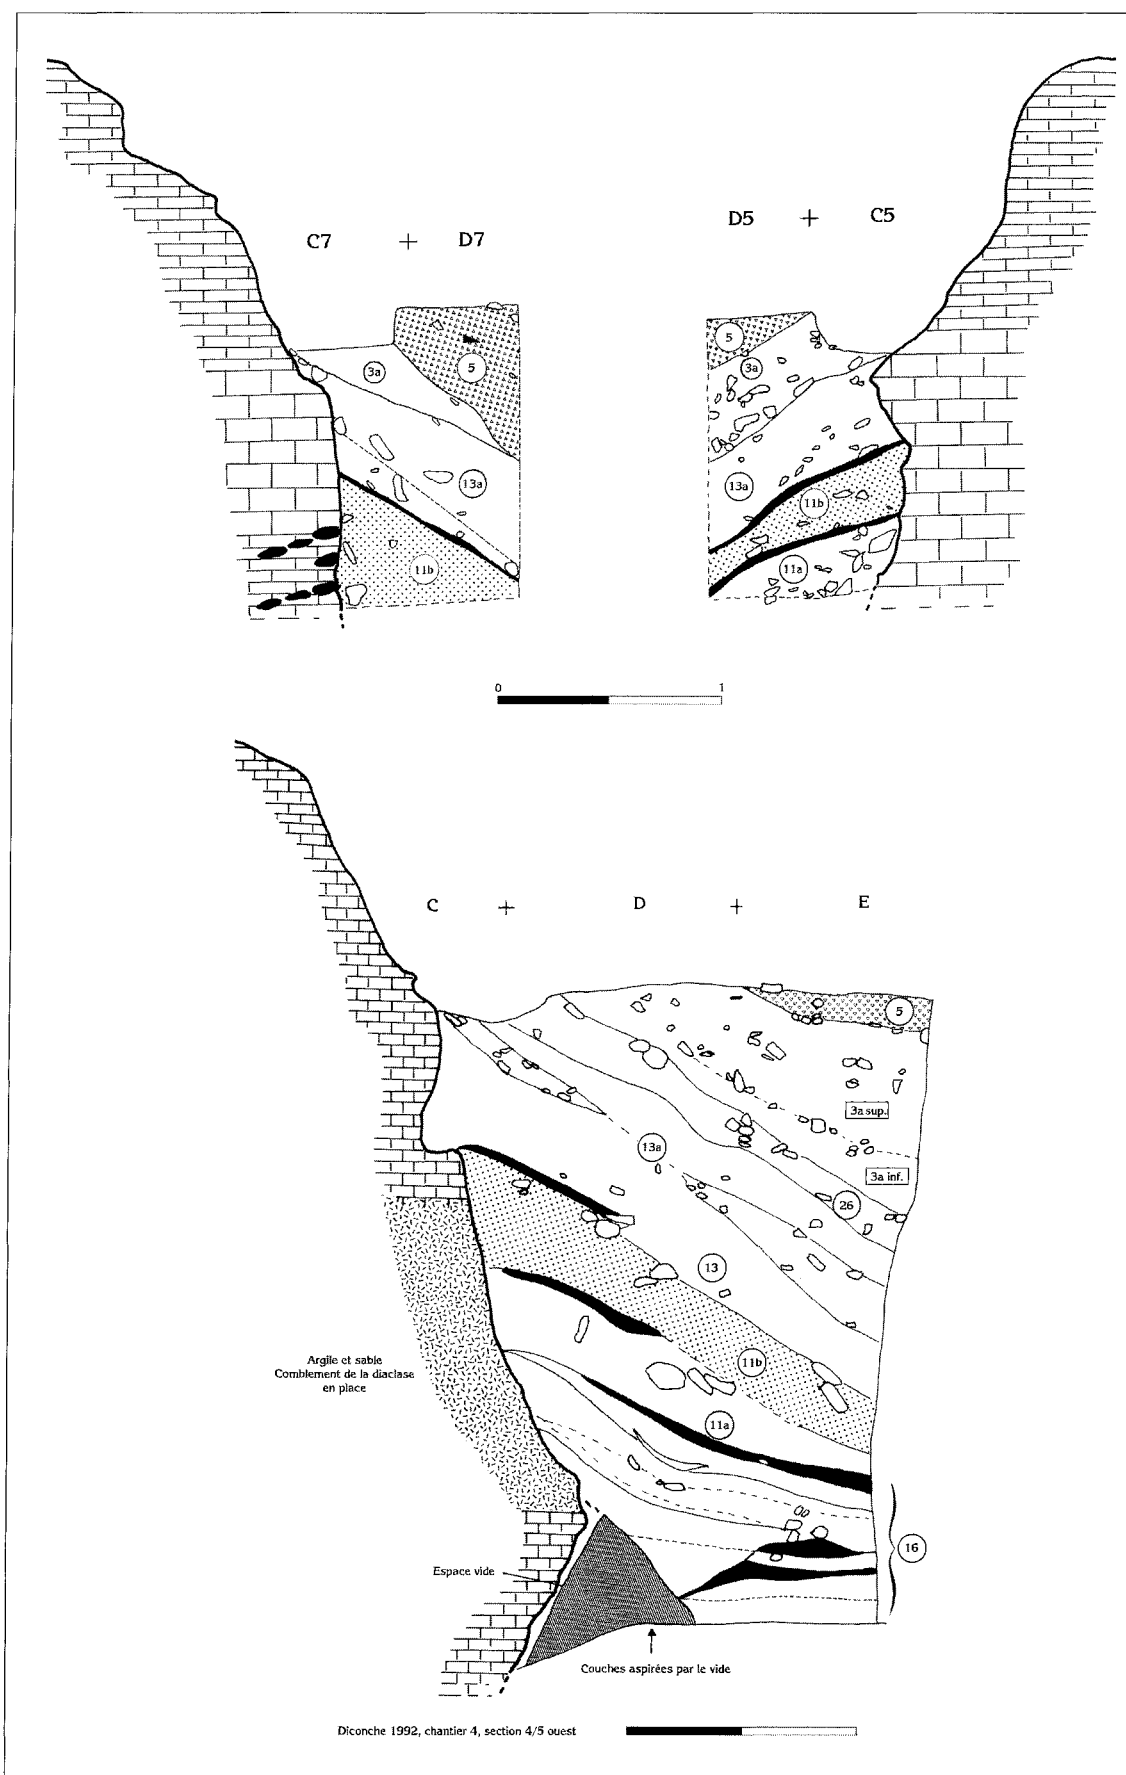 C7 + D7
D5 + C5
5
3a
13a
11b
5
3a
13a
11b
11a
0 1
C + D + E
5
3a sup.
13a
3a inf.
26
13
11b
Argile et sable
Comblement de la diaclase
en place
11a
16
Espace vide
Couches aspirées par le vide
Diconche 1992, chantier 4, section 4/5 ouest